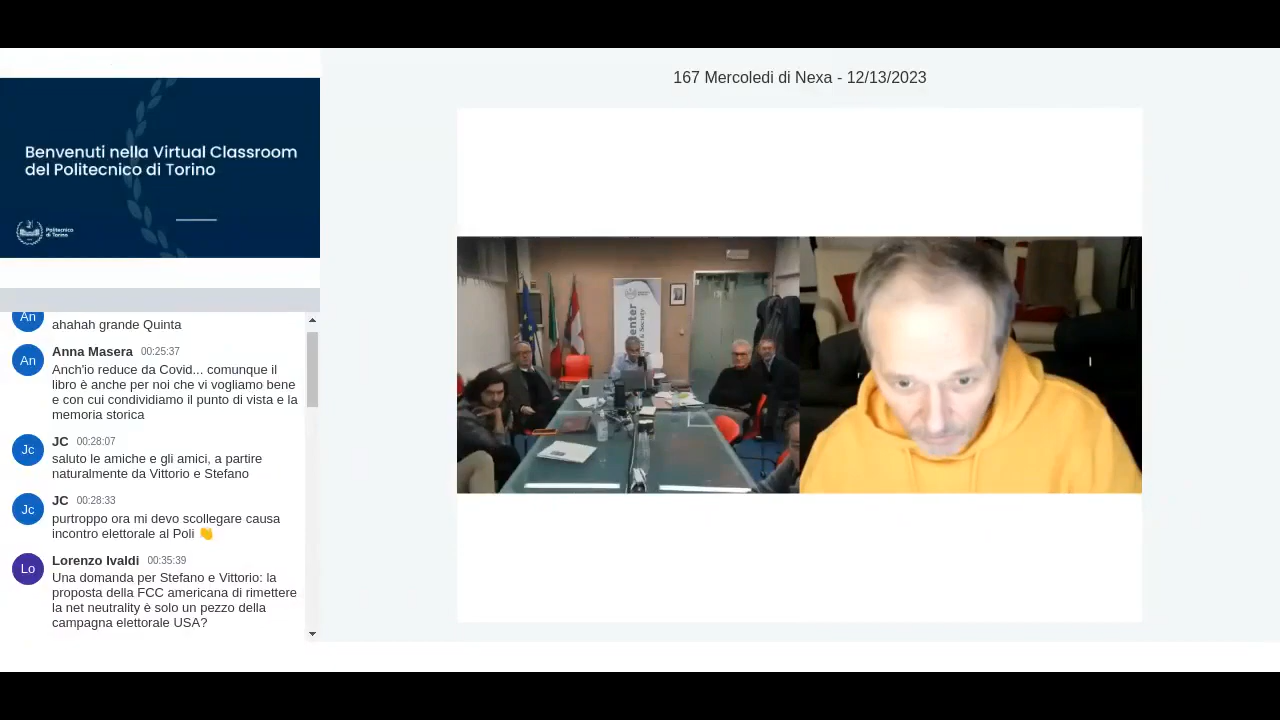 167 Mercoledi di Nexa - 12/13/2023
Benvenuti nella Virtual Classroom
del Politecnico di Torino
Politecnico
di Torino
An
ahahah grande Quinta
An
Anna Masera 00:25:37
Anch'io reduce da Covid... comunque il
libro è anche per noi che vi vogliamo bene
e con cui condividiamo il punto di vista e la
memoria storica
Jc
JC 00:28:07
saluto le amiche e gli amici, a partire
naturalmente da Vittorio e Stefano
Jc
JC 00:28:33
purtroppo ora mi devo scollegare causa
incontro elettorale al Poli 👏
Lo
Lorenzo Ivaldi 00:35:39
Una domanda per Stefano e Vittorio: la
proposta della FCC americana di rimettere
la net neutrality è solo un pezzo della
campagna elettorale USA?